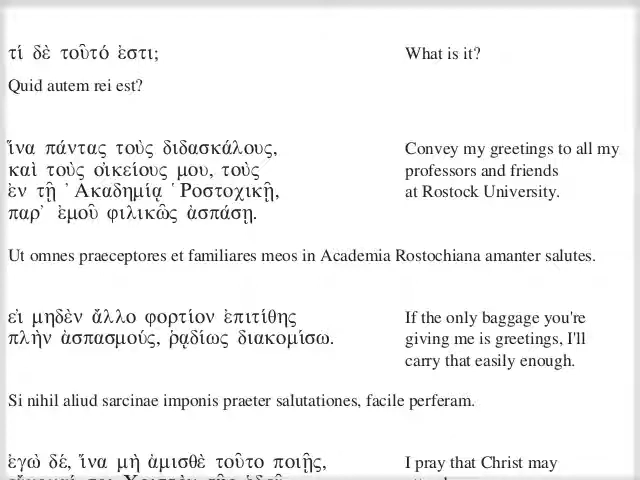 τί δὲ τοῦτό ἐστι;
What is it?
Quid autem rei est?
ἵνα πάντας τοὺς διδασκάλους,
καὶ τοὺς οἰκείους μου, τοὺς
ἐν τῇ ᾿Ακαδημίᾳ ῾Ροστοχικῇ,
παρ᾿ ἐμοῦ φιλικῶς ἀσπάσῃ.
Convey my greetings to all my
professors and friends
at Rostock University.
Ut omnes praeceptores et familiares meos in Academia Rostochiana amanter salutes.
εἰ μηδὲν ἄλλο φορτίον ἐπιτίθης
πλὴν ἀσπασμούς, ῥᾳδίως διακομίσω.
If the only baggage you're
giving me is greetings, I'll
carry that easily enough.
Si nihil aliud sarcinae imponis praeter salutationes, facile perferam.
ἐγὼ δέ, ἵνα μὴ ἀμισθὲ τοῦτο ποιῇς,
I pray that Christ may